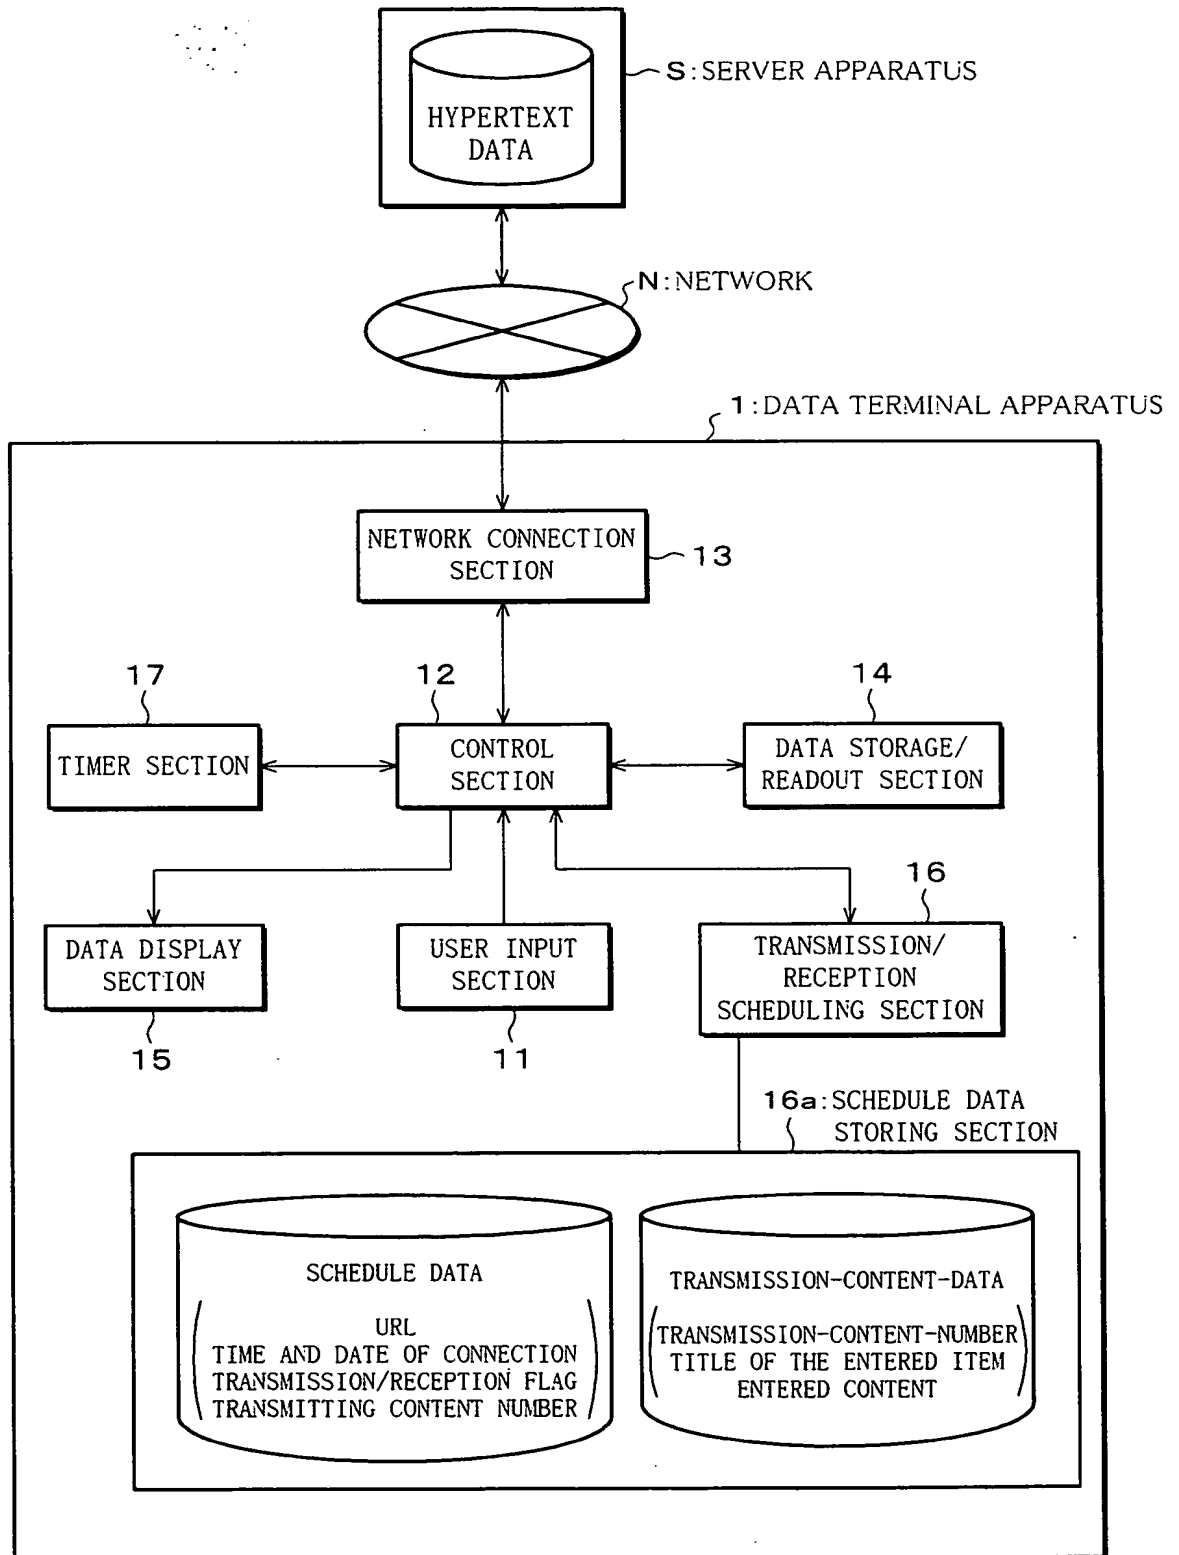 S:SERVER APPARATUS
HYPERTEXT
DATA
N:NETWORK
1:DATA TERMINAL APPARATUS
NETWORK CONNECTION
SECTION
13
17
12
14
TIMER SECTION
CONTROL
SECTION
DATA STORAGE/
READOUT SECTION
16
DATA DISPLAY
SECTION
USER INPUT
SECTION
TRANSMISSION/
RECEPTION
SCHEDULING SECTION
15
11
16a:SCHEDULE DATA
STORING SECTION
SCHEDULE DATA
URL
TIME AND DATE OF CONNECTION
TRANSMISSION/RECEPTION FLAG
TRANSMITTING CONTENT NUMBER
TRANSMISSION-CONTENT-DATA
TRANSMISSION-CONTENT-NUMBER
TITLE OF THE ENTERED ITEM
ENTERED CONTENT